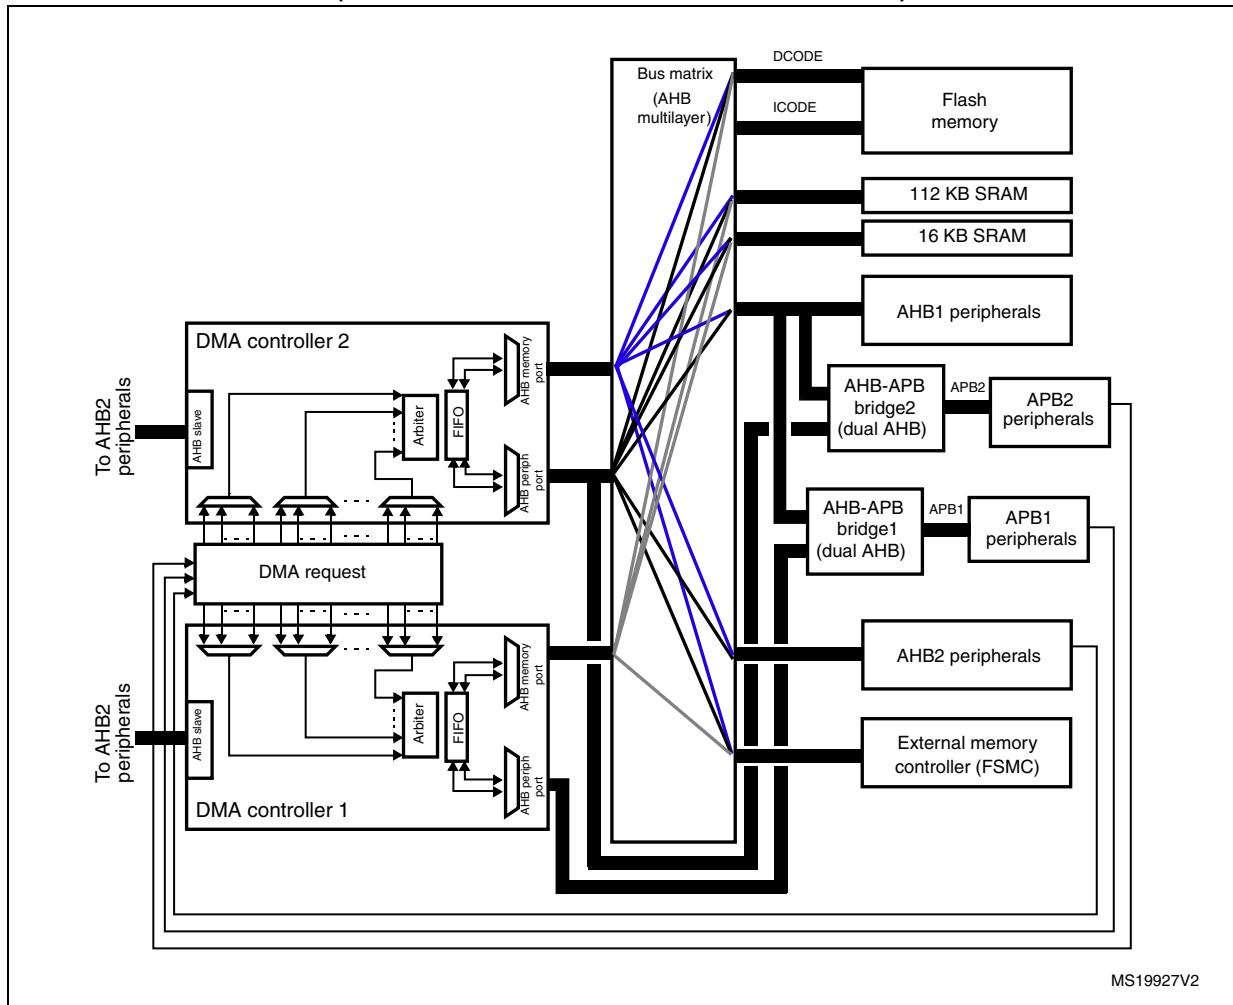 DCODE
Bus matrix
(AHB
multilayer)
ICODE
Flash
memory
112 KB SRAM
16 KB SRAM
AHB1 peripherals
DMA controller 2
To AHB2
peripherals
AHB slave
Arbiter
FIFO
AHB memory
port
AHB periph
port
AHB-APB
bridge2
(dual AHB)
APB2
APB2
peripherals
AHB-APB
bridge1
(dual AHB)
APB1
APB1
peripherals
DMA request
To AHB2
peripherals
AHB slave
Arbiter
FIFO
AHB memory
port
AHB periph
port
DMA controller 1
AHB2 peripherals
External memory
controller (FSMC)
MS19927V2